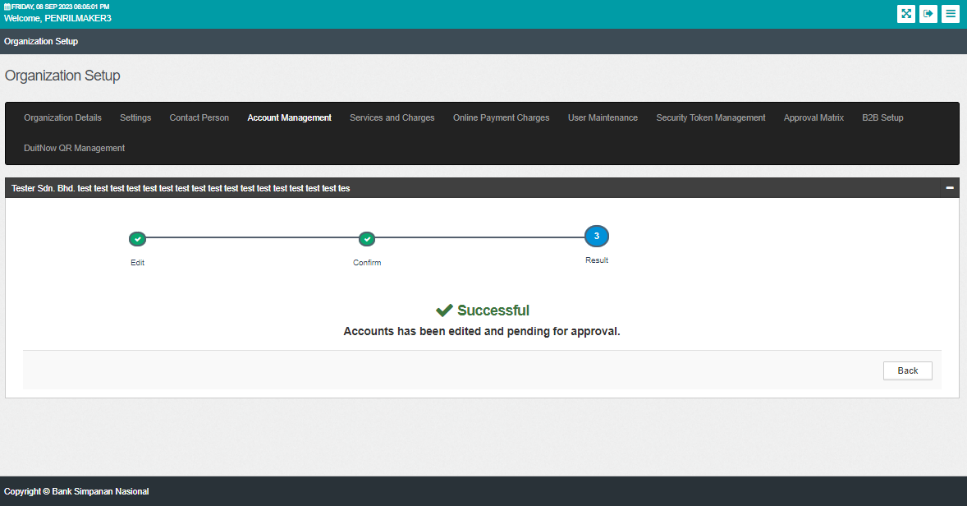 FRIDAY, 08 SEP 2023 06:05:01 PM
Welcome, PENRILMAKER3
Organization Setup
Organization Setup
Organization Details Settings Contact Person Account Management Services and Charges Online Payment Charges User Maintenance Security Token Management Approval Matrix B2B Setup
DuitNow QR Management
Tester Sdn. Bhd. test test test test test test test test test test test test test test test test tes
3
Edit Confirm Result
Successful
Accounts has been edited and pending for approval.
Back
Copyright © Bank Simpanan Nasional